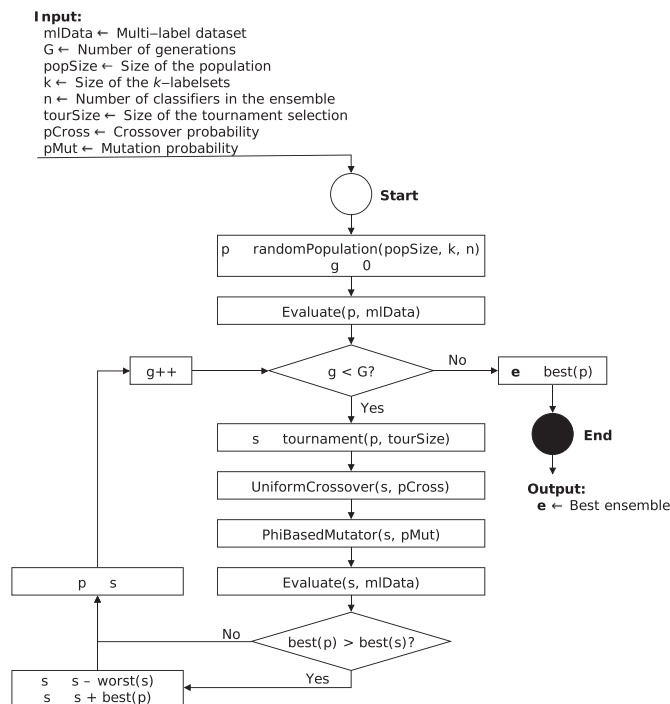 Input:
mlData ← Multi–label dataset
G ← Number of generations
popSize ← Size of the population
k ← Size of the k–labelsets
n ← Number of classifiers in the ensemble
tourSize ← Size of the tournament selection
pCross ← Crossover probability
pMut ← Mutation probability
Start
p randomPopulation(popSize, k, n)
g 0
Evaluate(p, mlData)
g++
g < G?
No
e best(p)
Yes
s tournament(p, tourSize)
End
UniformCrossover(s, pCross)
Output:
e ← Best ensemble
PhiBasedMutator(s, pMut)
p s
Evaluate(s, mlData)
No
best(p) > best(s)?
Yes
s s – worst(s)
s s + best(p)